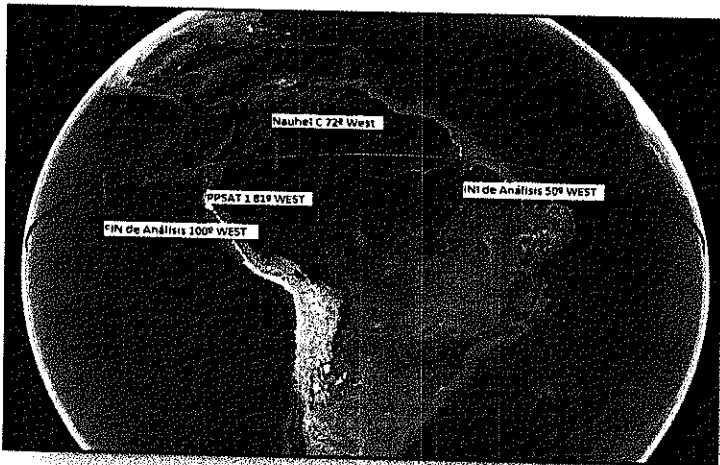 Nauhel C 72º West
INI de Análisis 50º WEST
PPSAT 1 81º WEST
FIN de Análisis 100º WEST